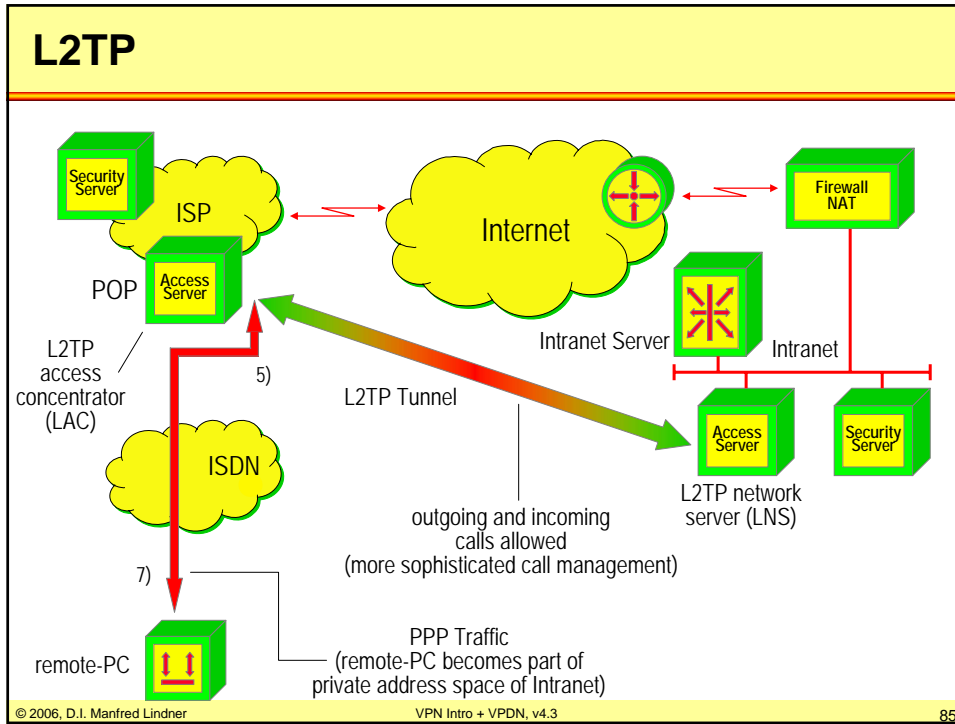 L2TP
Security
Server
ISP
Internet
Firewall
NAT
POP
Access
Server
L2TP
access
concentrator
(LAC)
5)
L2TP Tunnel
Intranet Server
Intranet
Access
Server
Security
Server
L2TP network
server (LNS)
ISDN
outgoing and incoming
calls allowed
(more sophisticated call management)
7)
remote-PC
PPP Traffic
(remote-PC becomes part of
private address space of Intranet)
© 2006, D.I. Manfred Lindner
VPN Intro + VPDN, v4.3
85